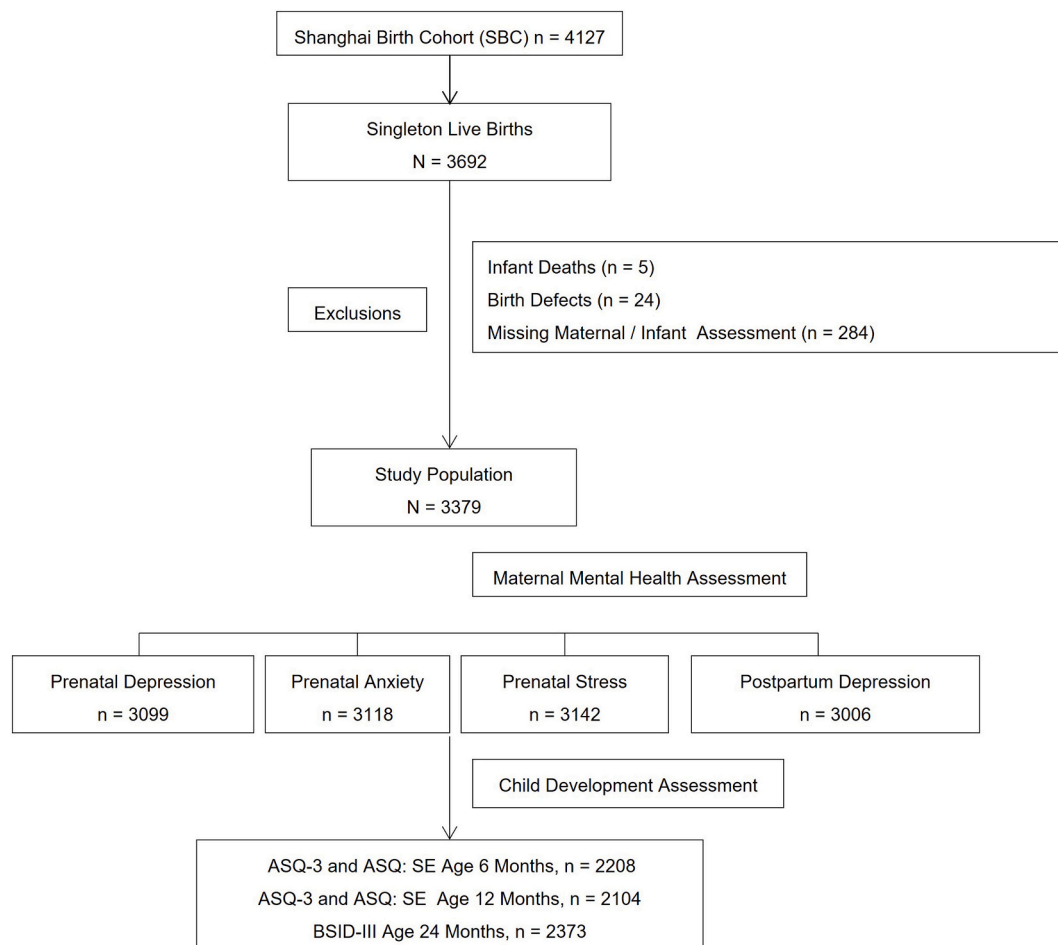 Shanghai Birth Cohort (SBC) n = 4127
Singleton Live Births
N = 3692
Infant Deaths (n = 5)
Birth Defects (n = 24)
Missing Maternal / Infant Assessment (n = 284)
Exclusions
Study Population
N = 3379
Maternal Mental Health Assessment
Prenatal Depression
n = 3099
Prenatal Anxiety
n = 3118
Prenatal Stress
n = 3142
Postpartum Depression
n = 3006
Child Development Assessment
ASQ-3 and ASQ: SE Age 6 Months, n = 2208
ASQ-3 and ASQ: SE Age 12 Months, n = 2104
BSID-III Age 24 Months, n = 2373